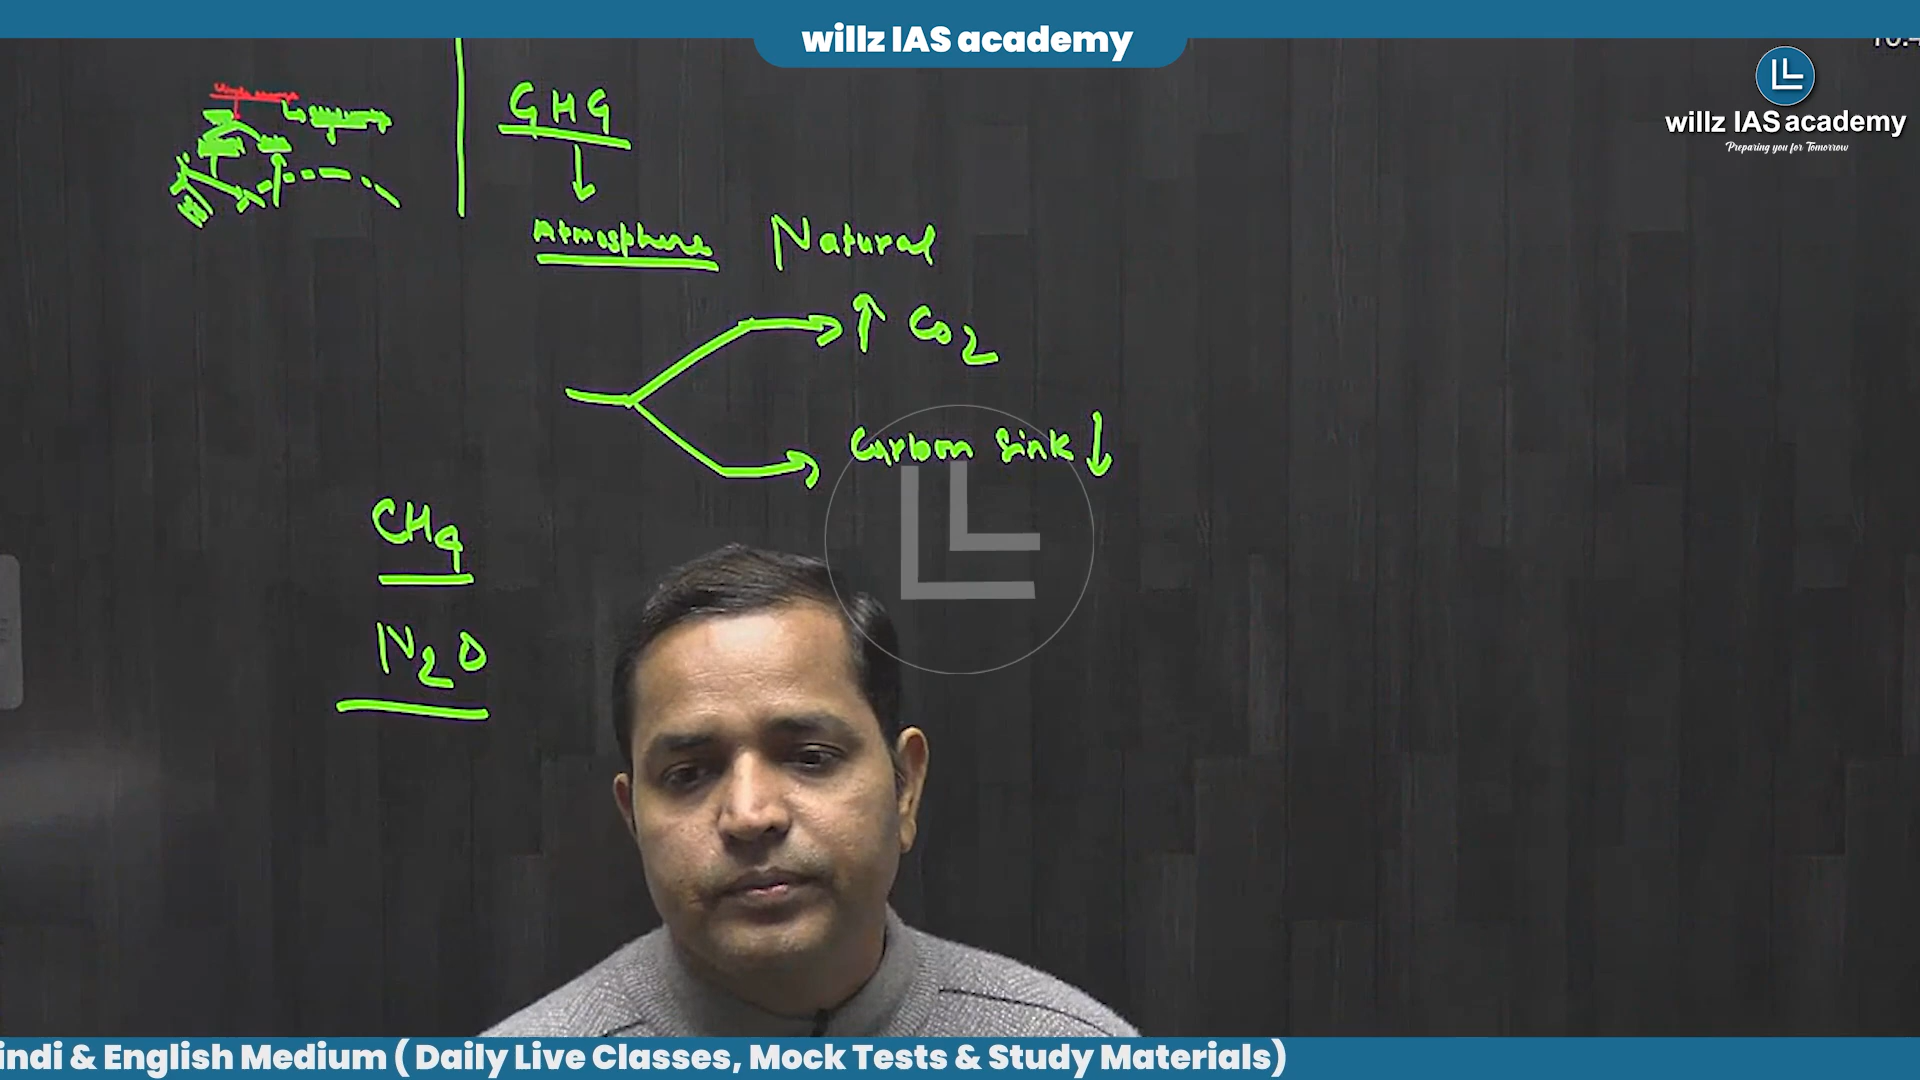 willz IAS academy
willz IAS academy
Preparing you for Tomorrow
GHG
Atmosphere Natural
↑ CO2
Carbon Sink ↓
CH4
N2O
indi & English Medium ( Daily Live Classes, Mock Tests & Study Materials)